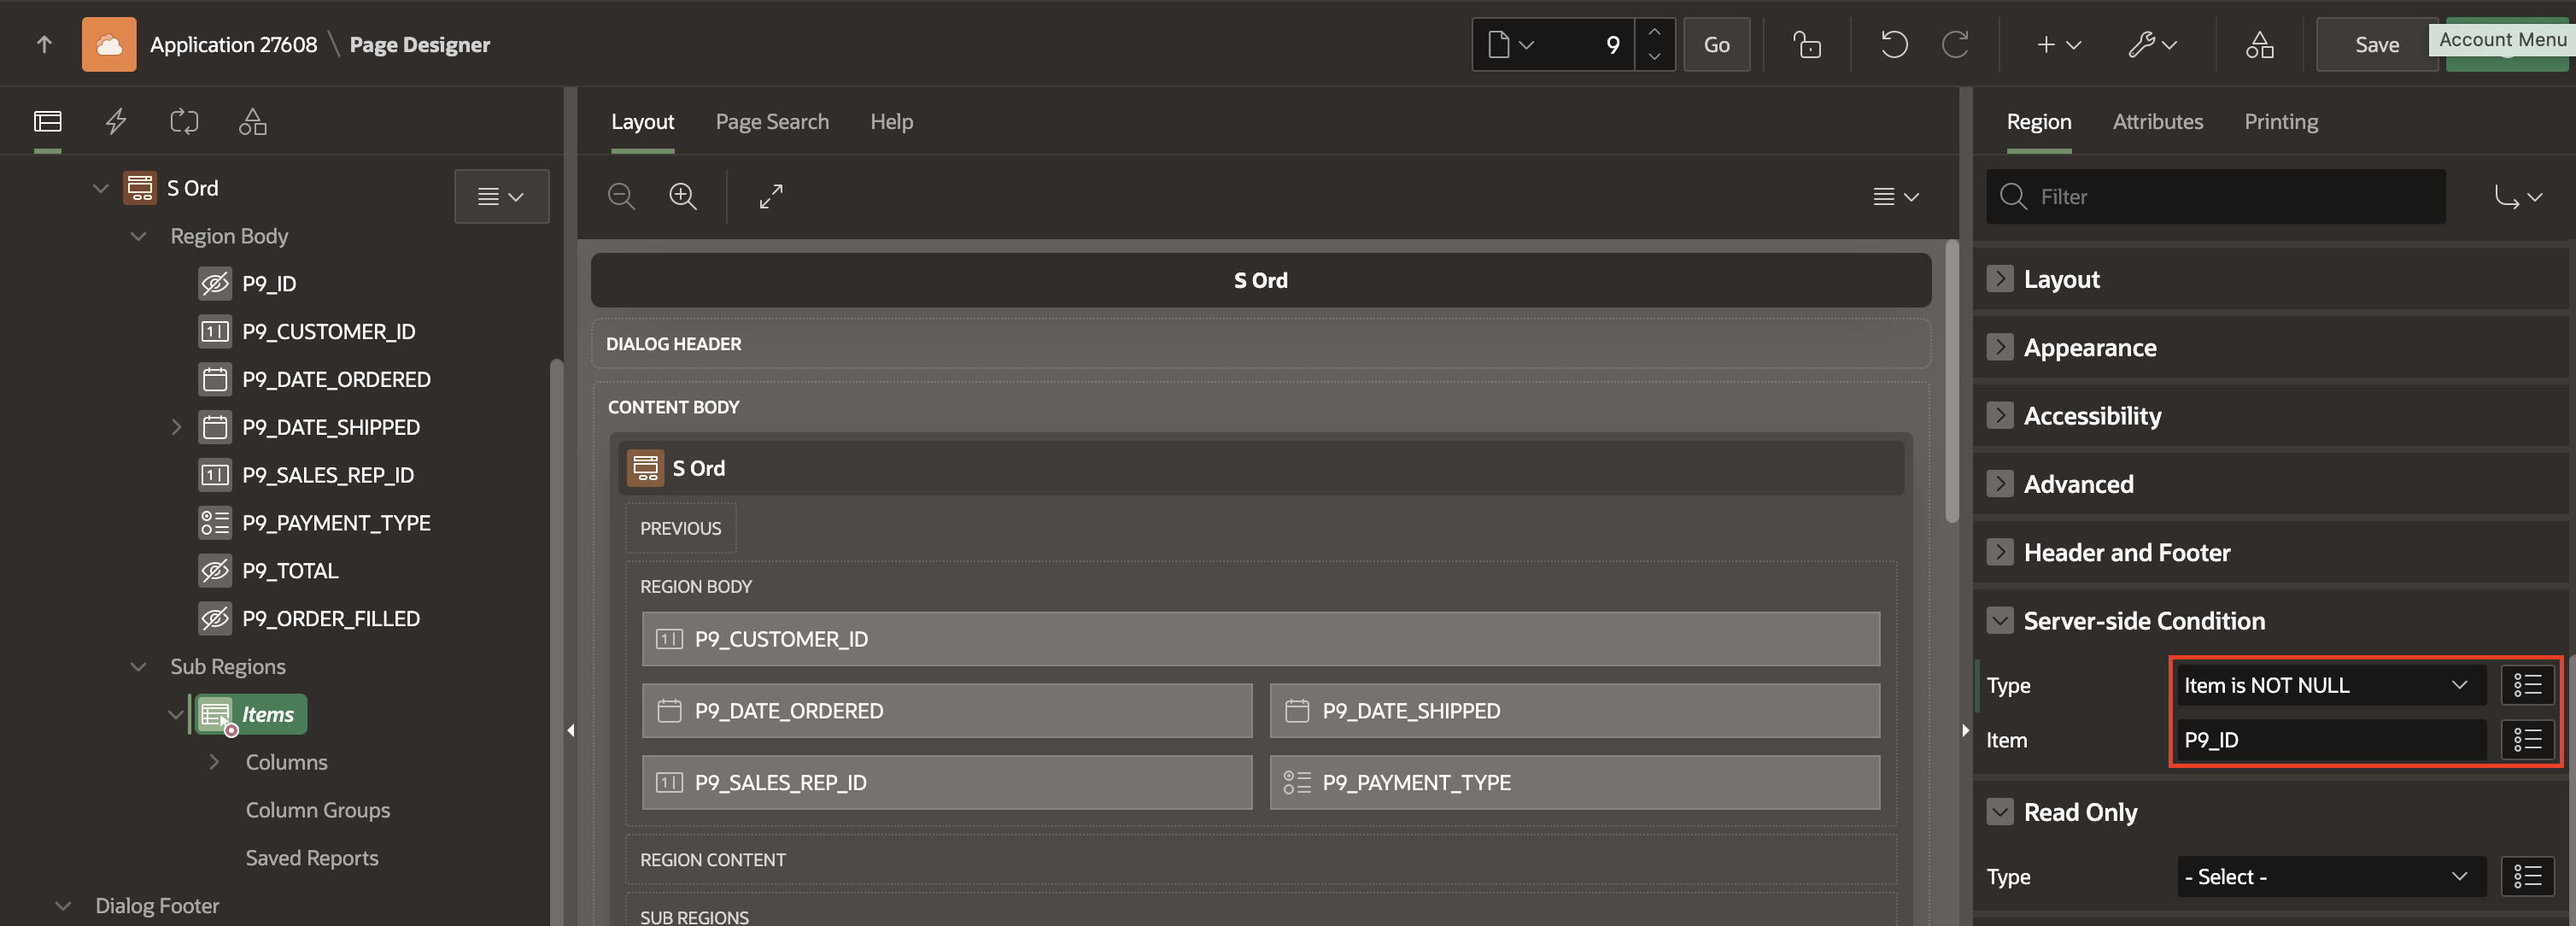 Application 27608 \ Page Designer
9
Go
Save
Account Menu
S Ord
Region Body
P9_ID
P9_CUSTOMER_ID
P9_DATE_ORDERED
P9_DATE_SHIPPED
P9_SALES_REP_ID
P9_PAYMENT_TYPE
P9_TOTAL
P9_ORDER_FILLED
Sub Regions
Items
Columns
Column Groups
Saved Reports
Dialog Footer
Layout Page Search Help
S Ord
DIALOG HEADER
CONTENT BODY
S Ord
PREVIOUS
REGION BODY
P9_CUSTOMER_ID
P9_DATE_ORDERED P9_DATE_SHIPPED
P9_SALES_REP_ID P9_PAYMENT_TYPE
REGION CONTENT
SUB REGIONS
Region Attributes Printing
Filter
Layout
Appearance
Accessibility
Advanced
Header and Footer
Server-side Condition
Type Item is NOT NULL
Item P9_ID
Read Only
Type - Select -